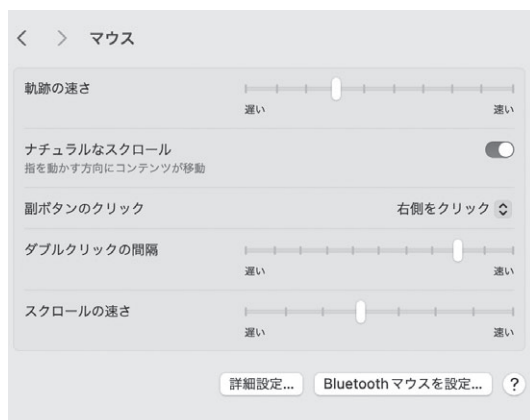 マウス
軌跡の速さ
遅い 速い
ナチュラルなスクロール
指を動かす方向にコンテンツが移動
副ボタンのクリック 右側をクリック
ダブルクリックの間隔
遅い 速い
スクロールの速さ
遅い 速い
詳細設定... Bluetoothマウスを設定... ?